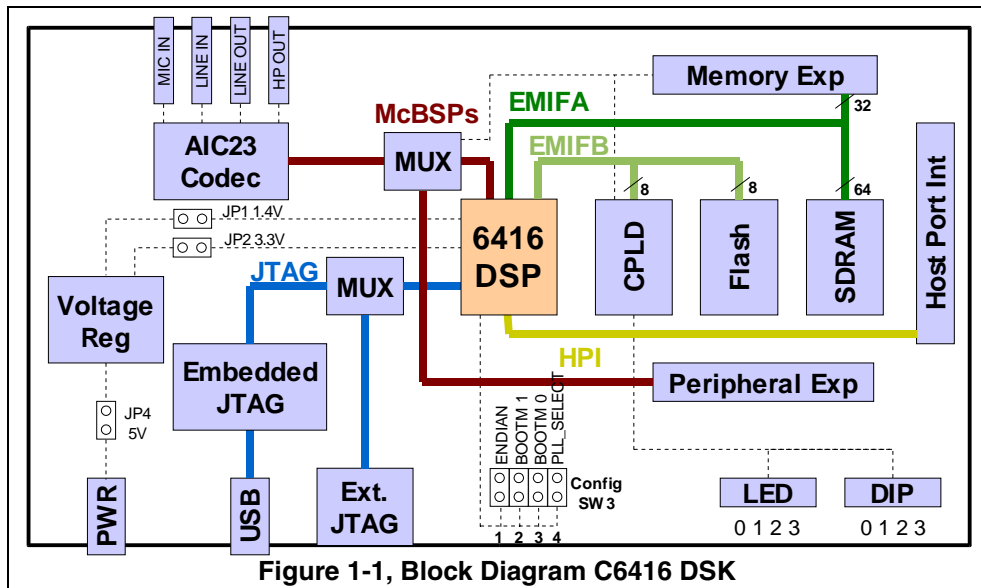 MIC IN
LINE IN
LINE OUT
HP OUT
Memory Exp
32
EMIFA
McBSPs
EMIFB
AIC23
Codec
MUX
8
8
64
JP1 1.4V
JP2 3.3V
6416
DSP
CPLD
Flash
SDRAM
Host Port Int
JTAG
MUX
Voltage
Reg
HPI
Embedded
JTAG
Peripheral Exp
JP4
5V
ENDIAN
BOOTM 1
BOOTM 0
PLL_SELECT
Config
SW 3
PWR
USB
Ext.
JTAG
1 2 3 4
LED
DIP
0 1 2 3
0 1 2 3
Figure 1-1, Block Diagram C6416 DSK